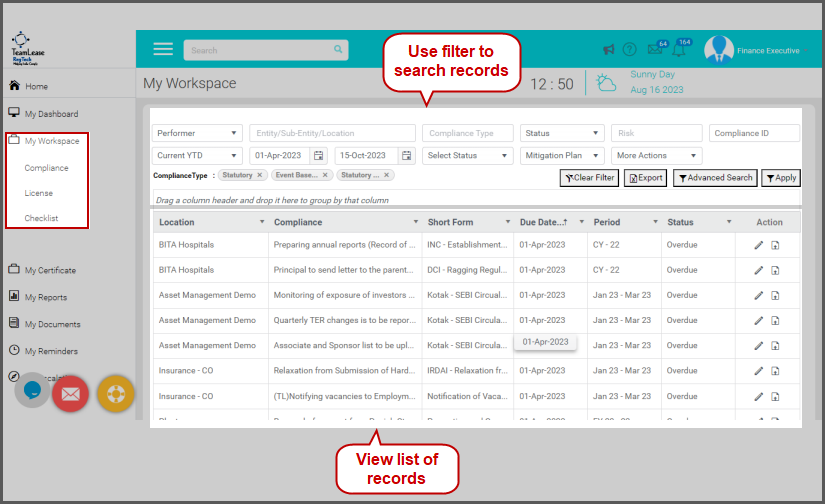 TeamLease
RegTech
Search
64
164
Finance Executive
Use filter to
search records
Home
My Dashboard
My Workspace
Compliance
License
Checklist
My Certificate
My Reports
My Documents
My Reminders
My Workspace
12 : 50
Sunny Day
Aug 16 2023
Performer
Entity/Sub-Entity/Location
Compliance Type
Status
Risk
Compliance ID
Current YTD
01-Apr-2023
15-Oct-2023
Select Status
Mitigation Plan
More Actions
ComplianceType :
Statutory ×
Event Base... ×
Statutory ... ×
Clear Filter
Export
Advanced Search
Apply
Drag a column header and drop it here to group by that column
Location Compliance Short Form Due Date...↑ Period Status Action
BITA Hospitals Preparing annual reports (Record of ... INC - Establishment... 01-Apr-2023 CY - 22 Overdue
BITA Hospitals Principal to send letter to the parent... DCI - Ragging Regul... 01-Apr-2023 CY - 22 Overdue
Asset Management Demo Monitoring of exposure of investors ... Kotak - SEBI Circual... 01-Apr-2023 Jan 23 - Mar 23 Overdue
Asset Management Demo Quarterly TER changes is to be repor... Kotak - SEBI Circula... 01-Apr-2023 Jan 23 - Mar 23 Overdue
Asset Management Demo Associate and Sponsor list to be upl... Kotak - SEBI Circula... 01-Apr-2023 Jan 23 - Mar 23 Overdue
01-Apr-2023
Insurance - CO Relaxation from Submission of Hard... IRDAI - Relaxation fr... 01-Apr-2023 Jan 23 - Mar 23 Overdue
Insurance - CO (TL)Notifying vacancies to Employm... Notification of Vaca... 01-Apr-2023 Jan 23 - Mar 23 Overdue
View list of
records